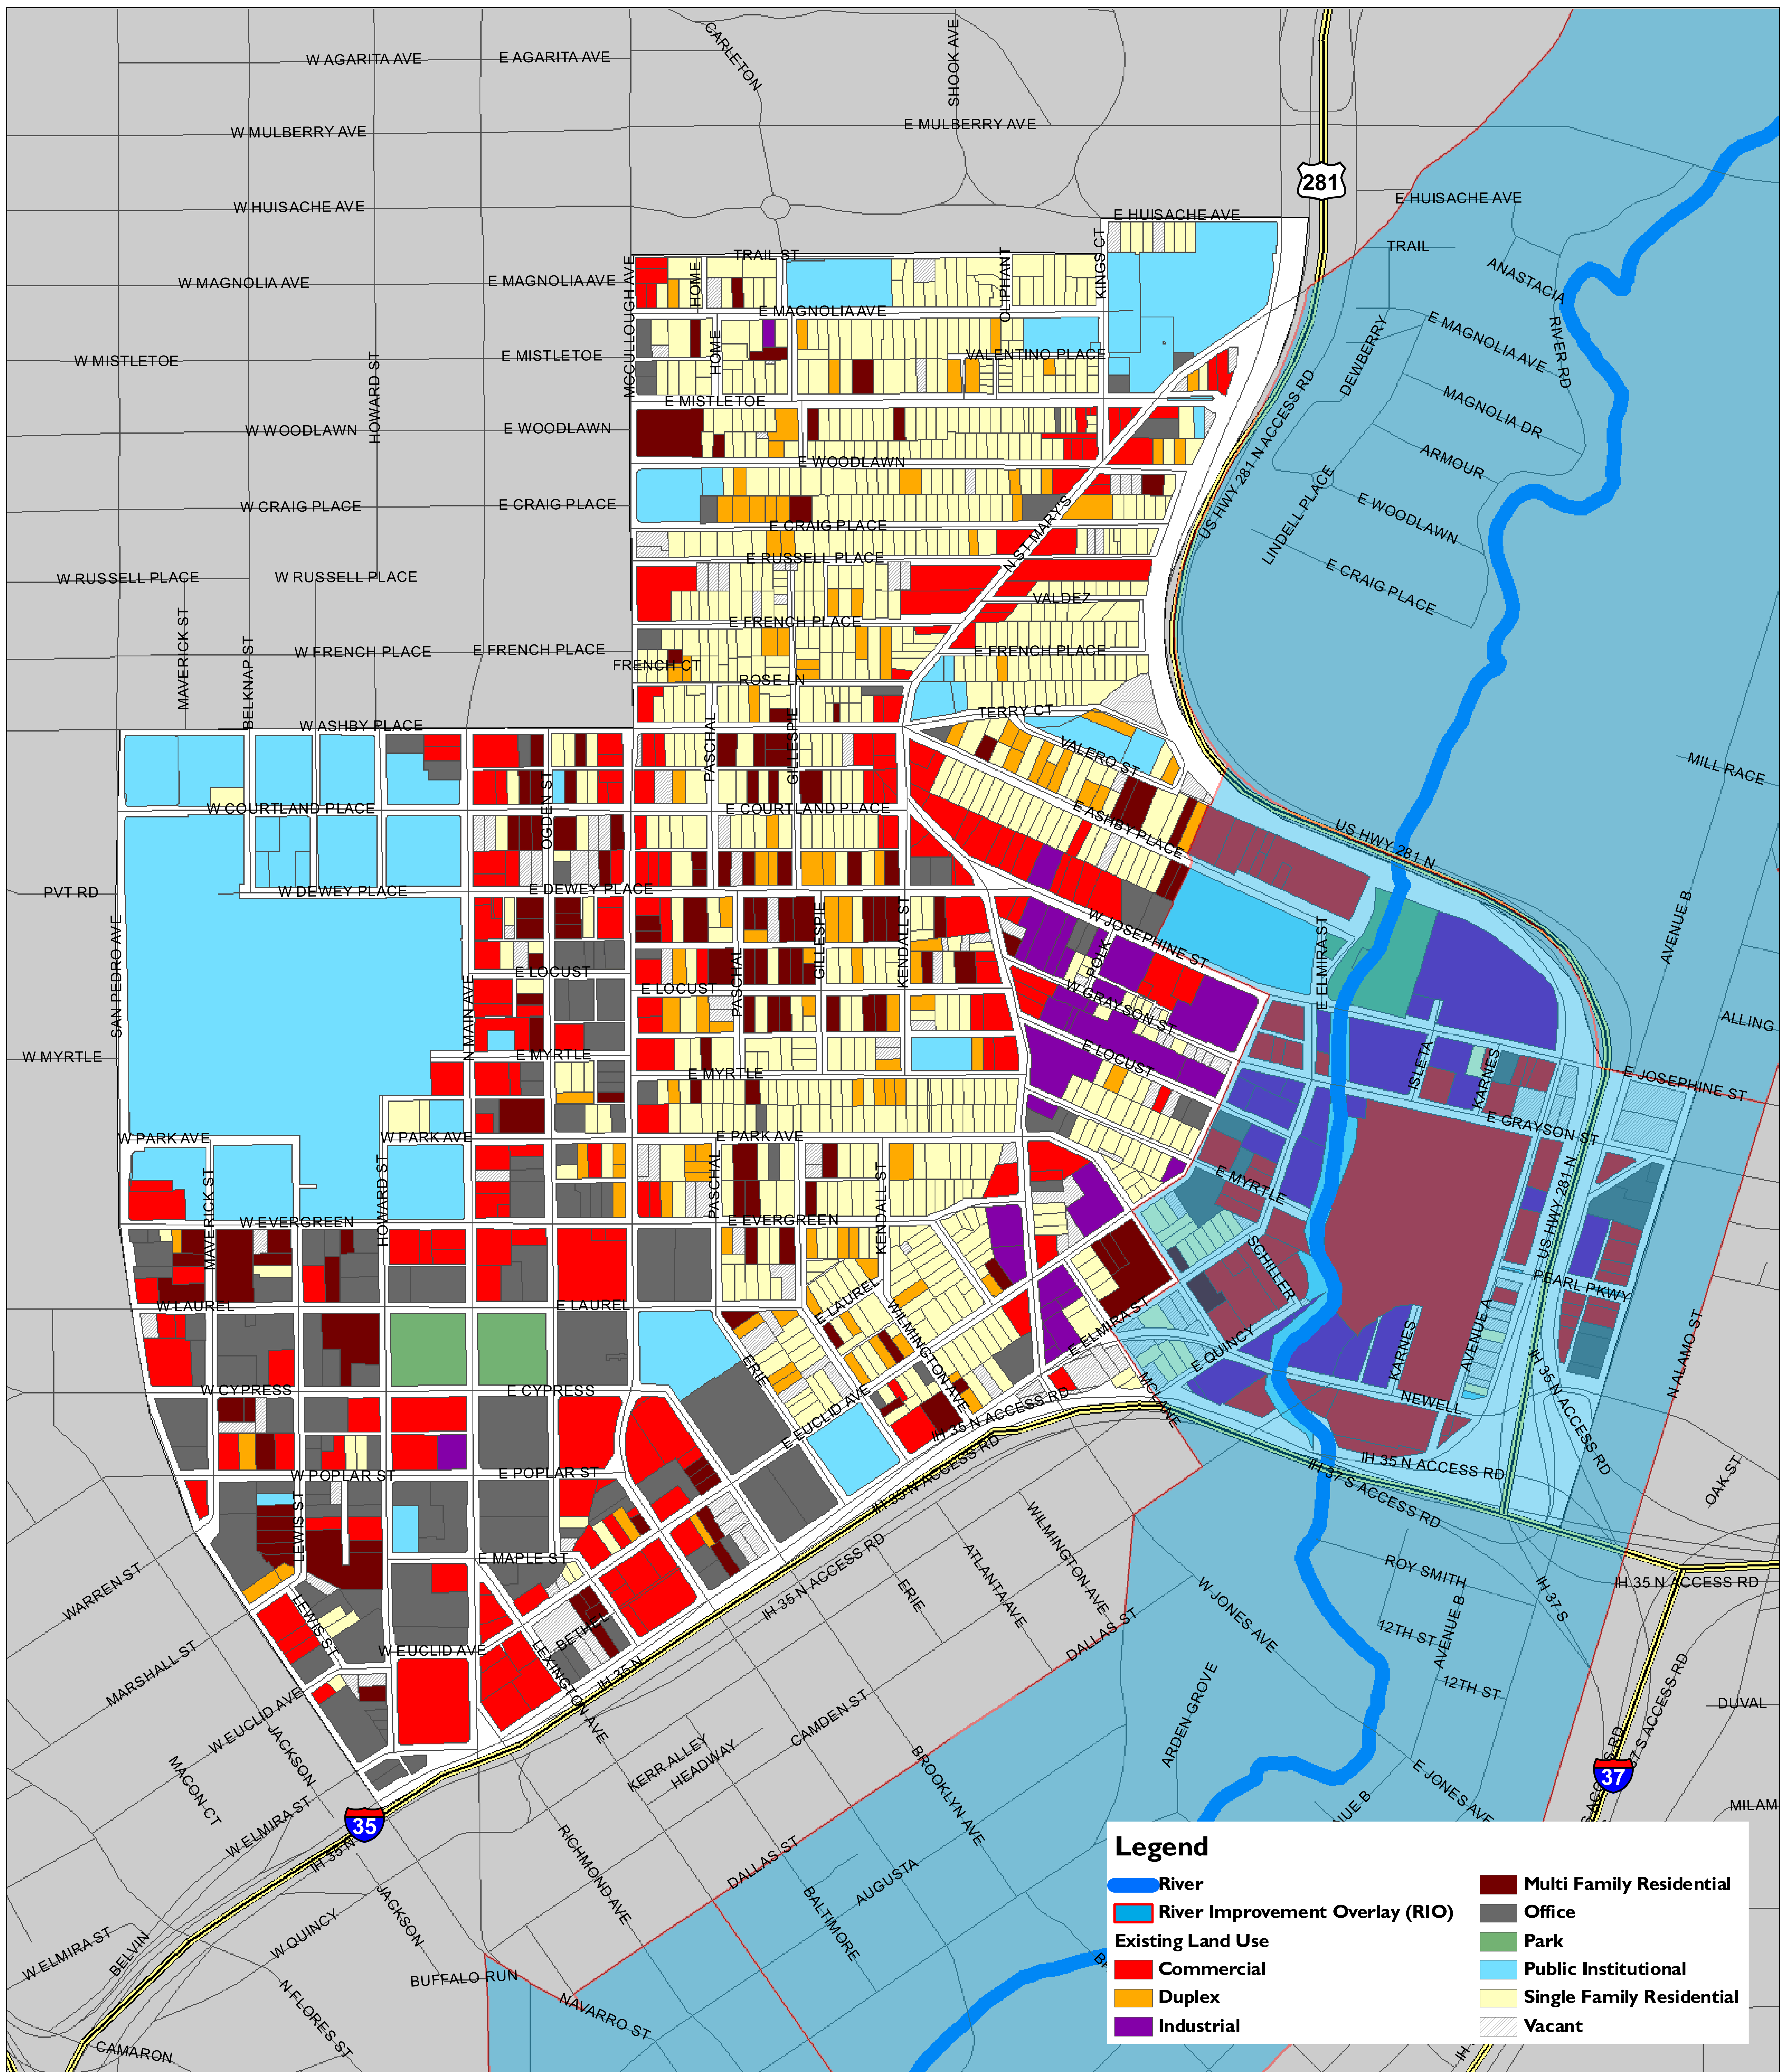 W AGARITA AVE
E AGARITA AVE
CARLETON
SHOOK AVE
W MULBERRY AVE
E MULBERRY AVE
281
W HUISACHE AVE
E HUISACHE AVE
E HUISACHE AVE
TRAIL ST
KINGS CT
TRAIL
ANASTACIA
W MAGNOLIA AVE
E MAGNOLIA AVE
MCCULLOUGH AVE
HOME
OLIPHANT
E MAGNOLIA AVE
E MAGNOLIA AVE
RIVER RD
DEWBERRY
W MISTLETOE
HOWARD ST
E MISTLETOE
HOME
VALENTINO PLACE
E MISTLETOE
MAGNOLIA DR
W WOODLAWN
E WOODLAWN
E WOODLAWN
ARMOUR
US HWY 281 N ACCESS RD
LINDELL PLACE
E WOODLAWN
W CRAIG PLACE
E CRAIG PLACE
E CRAIG PLACE
N ST MARY'S
E RUSSELL PLACE
E CRAIG PLACE
W RUSSELL PLACE
W RUSSELL PLACE
VALDEZ
MAVERICK ST
BELKNAP ST
E FRENCH PLACE
W FRENCH PLACE
E FRENCH PLACE
FRENCH CT
E FRENCH PLACE
ROSE LN
W ASHBY PLACE
TERRY CT
PASCHAL
GILLESPIE
VALERO ST
MILL RACE
W COURTLAND PLACE
OGDEN ST
E COURTLAND PLACE
E ASHBY PLACE
US HWY 281 N
PVT RD
W DEWEY PLACE
E DEWEY PLACE
SAN PEDRO AVE
GILLESPIE
KENDALL ST
W JOSEPHINE ST
POLK
E ELMIRA ST
AVENUE B
N MAIN AVE
E LOCUST
E LOCUST
PASCHAL
W GRAYSON ST
ALLING
W MYRTLE
E MYRTLE
E MYRTLE
E LOCUST
ISLETA
KARNES
E JOSEPHINE ST
E GRAYSON ST
W PARK AVE
W PARK AVE
E PARK AVE
PASCHAL
KENDALL ST
MAVERICK ST
HOWARD ST
E MYRTLE
US HWY 281 N
W EVERGREEN
E EVERGREEN
SCHILLER
PEARL PKWY
W LAUREL
E LAUREL
E LAUREL
WILMINGTON AVE
E ELMIRA ST
E QUINCY
KARNES
AVENUE A
N ALAMO ST
W CYPRESS
E CYPRESS
ERIE
E EUCLID AVE
MCLANE
NEWELL
IH 35 N ACCESS RD
IH 35 N ACCESS RD
IH 35 N ACCESS RD
IH 35 N ACCESS RD
IH 37 S ACCESS RD
W POPLAR ST
E POPLAR ST
IH 35 N ACCESS RD
OAK ST
LEWIS ST
WILMINGTON AVE
WARREN ST
E MAPLE ST
IH 35 N ACCESS RD
ERIE
ATLANTA AVE
ROY SMITH
IH 37 S
IH 35 N ACCESS RD
LEWIS ST
BETHEL
W EUCLID AVE
LEXINGTON AVE
IH 35 N
DALLAS ST
W JONES AVE
12TH ST
AVENUE B
MARSHALL ST
W EUCLID AVE
JACKSON
MACON CT
CAMDEN ST
KERR ALLEY
HEADWAY
ARDEN GROVE
12TH ST
DUVAL
37 S ACCESS RD
37
35
W ELMIRA ST
IH 35 N
BROOKLYN AVE
E JONES AVE
MILAM
RICHMOND AVE
DALLAS ST
AUGUSTA
BALTIMORE
JACKSON
W QUINCY
W ELMIRA ST
BELVIN
N FLORES ST
BUFFALO RUN
NAVARRO ST
CAMARON
Legend
River
River Improvement Overlay (RIO)
Existing Land Use
Commercial
Duplex
Industrial
Multi Family Residential
Office
Park
Public Institutional
Single Family Residential
Vacant